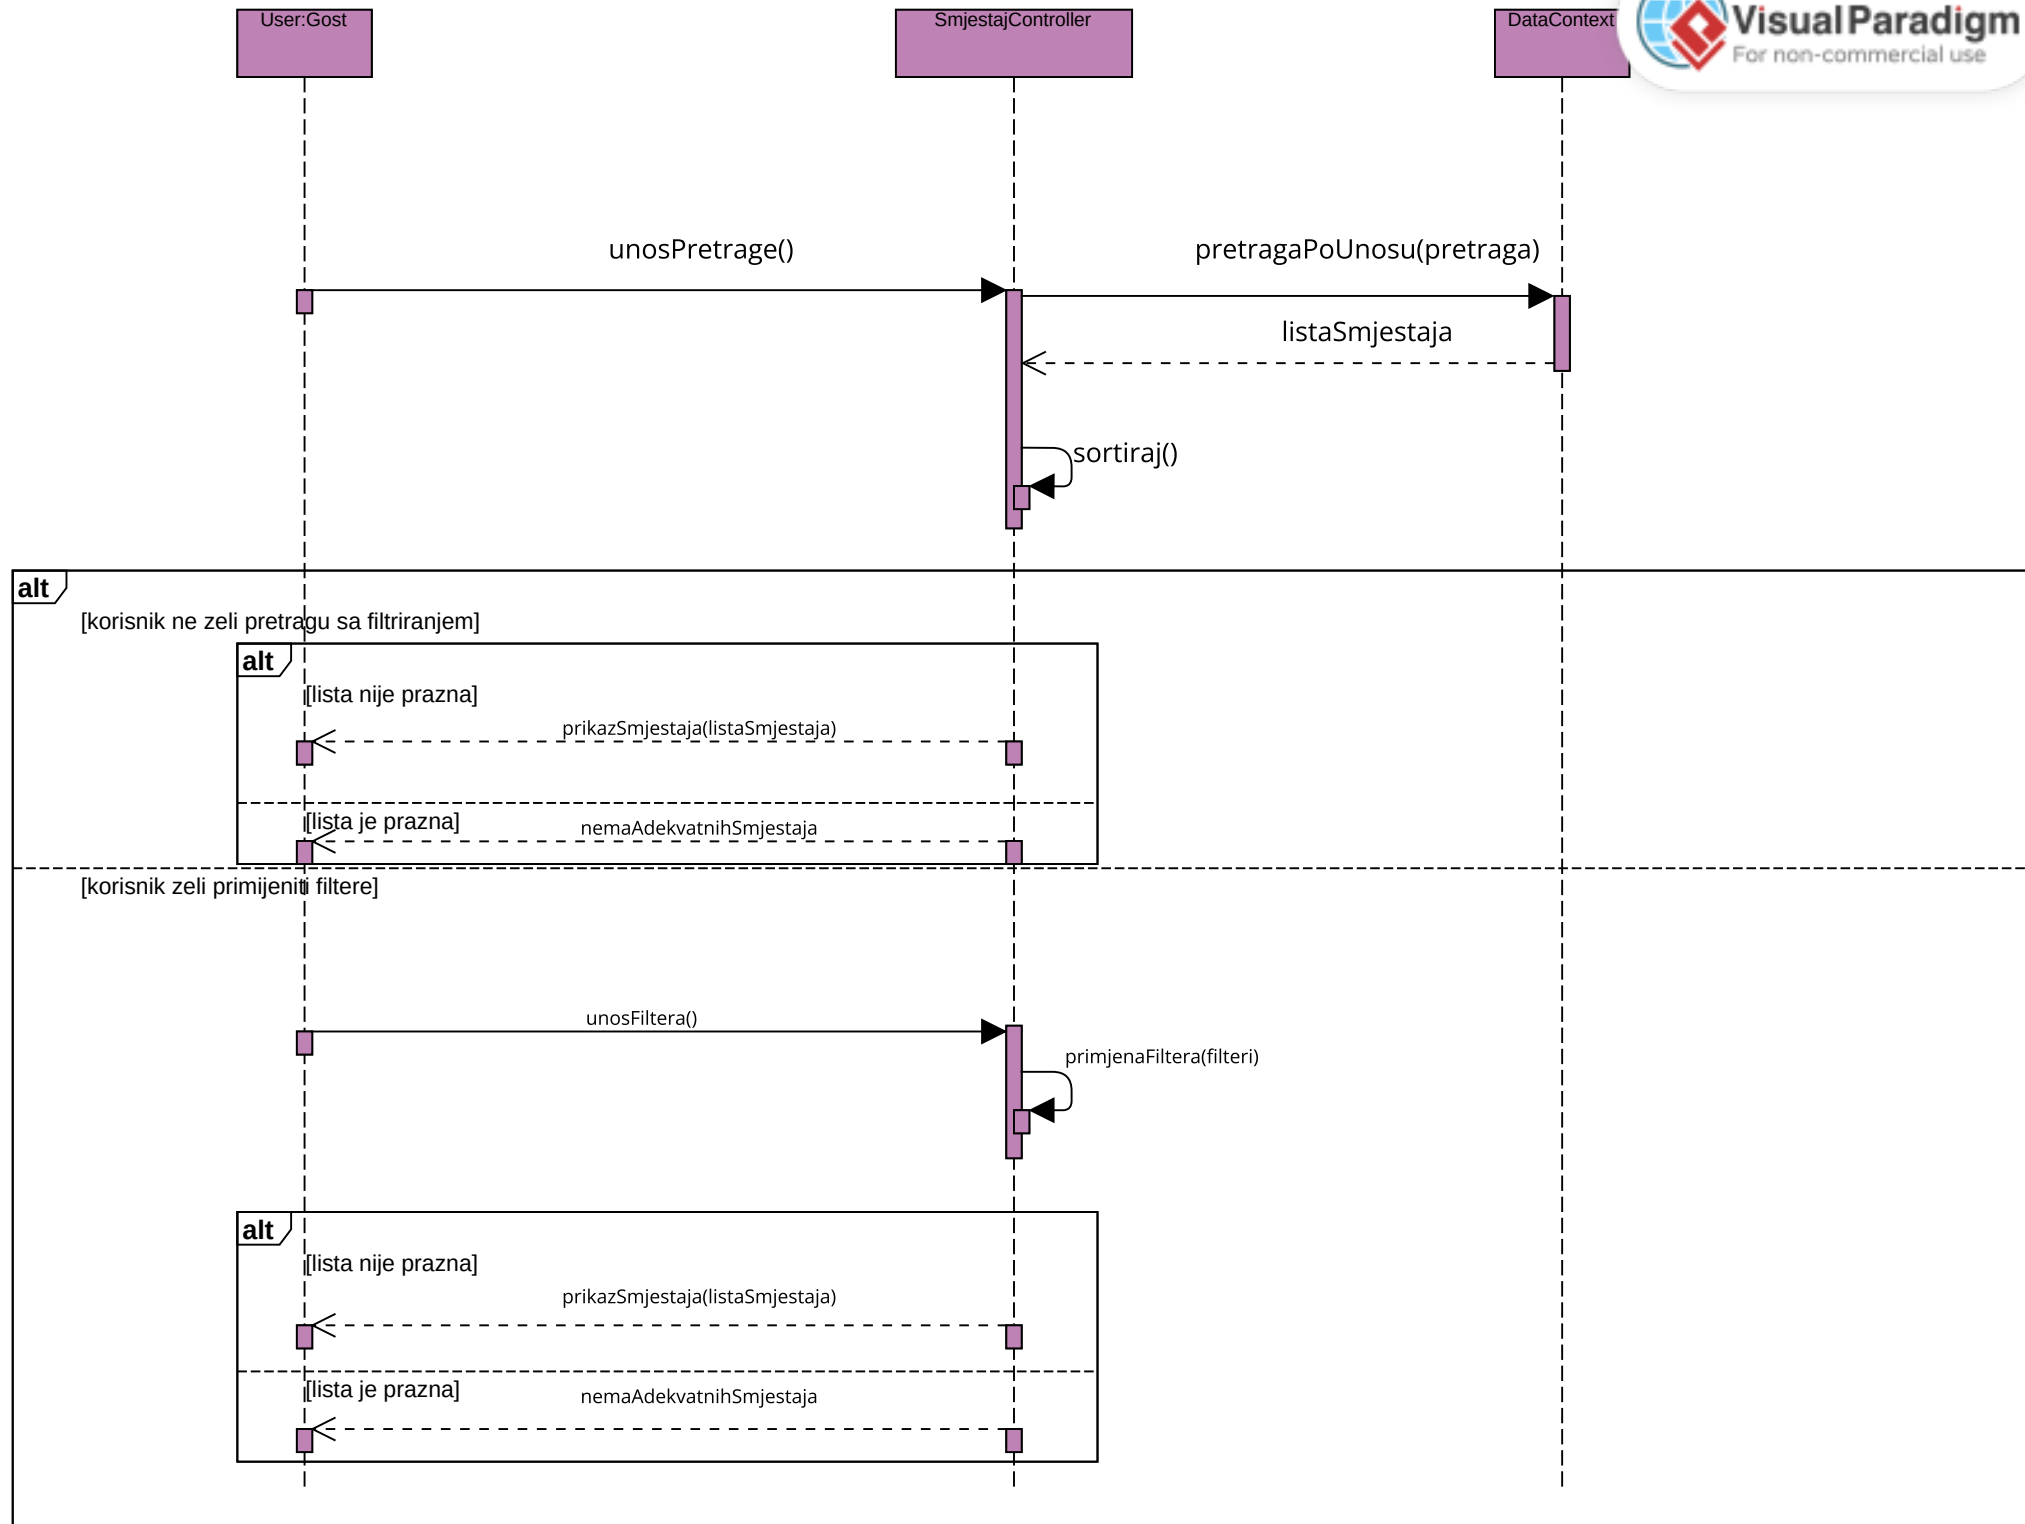 User:Gost
SmjestajController
DataContext
VisualParadigm
For non-commercial use
unosPretrage()
pretragaPoUnosu(pretraga)
listaSmjestaja
sortiraj()
alt
[korisnik ne zeli pretragu sa filtriranjem]
alt
[lista nije prazna]
prikazSmjestaja(listaSmjestaja)
[lista je prazna]
nemaAdekvatnihSmjestaja
[korisnik zeli primijeniti filtere]
unosFiltera()
primjenaFiltera(filteri)
alt
[lista nije prazna]
prikazSmjestaja(listaSmjestaja)
[lista je prazna]
nemaAdekvatnihSmjestaja